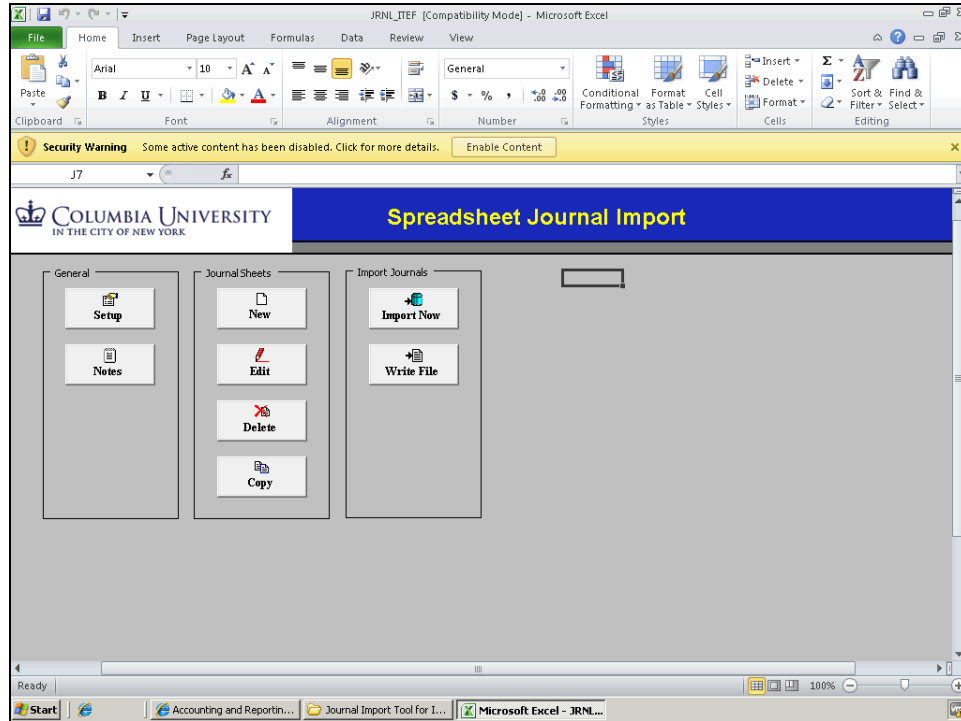 JRNL_ITEF [Compatibility Mode] - Microsoft Excel
File Home Insert Page Layout Formulas Data Review View
Paste
Arial 10 A A
B I U A
General
$ % , .0 .00 .00 .0
Conditional Formatting
Format as Table
Cell Styles
Insert
Delete
Format
Σ
Sort & Filter
Find & Select
Clipboard Font Alignment Number Styles Cells Editing
Security Warning Some active content has been disabled. Click for more details. Enable Content
J7 fx
COLUMBIA UNIVERSITY
IN THE CITY OF NEW YORK
Spreadsheet Journal Import
General Journal Sheets Import Journals
Setup New Import Now
Notes Edit Write File
Delete
Copy
Ready 100%
Start Accounting and Reportin... Journal Import Tool for I... Microsoft Excel - JRNL...